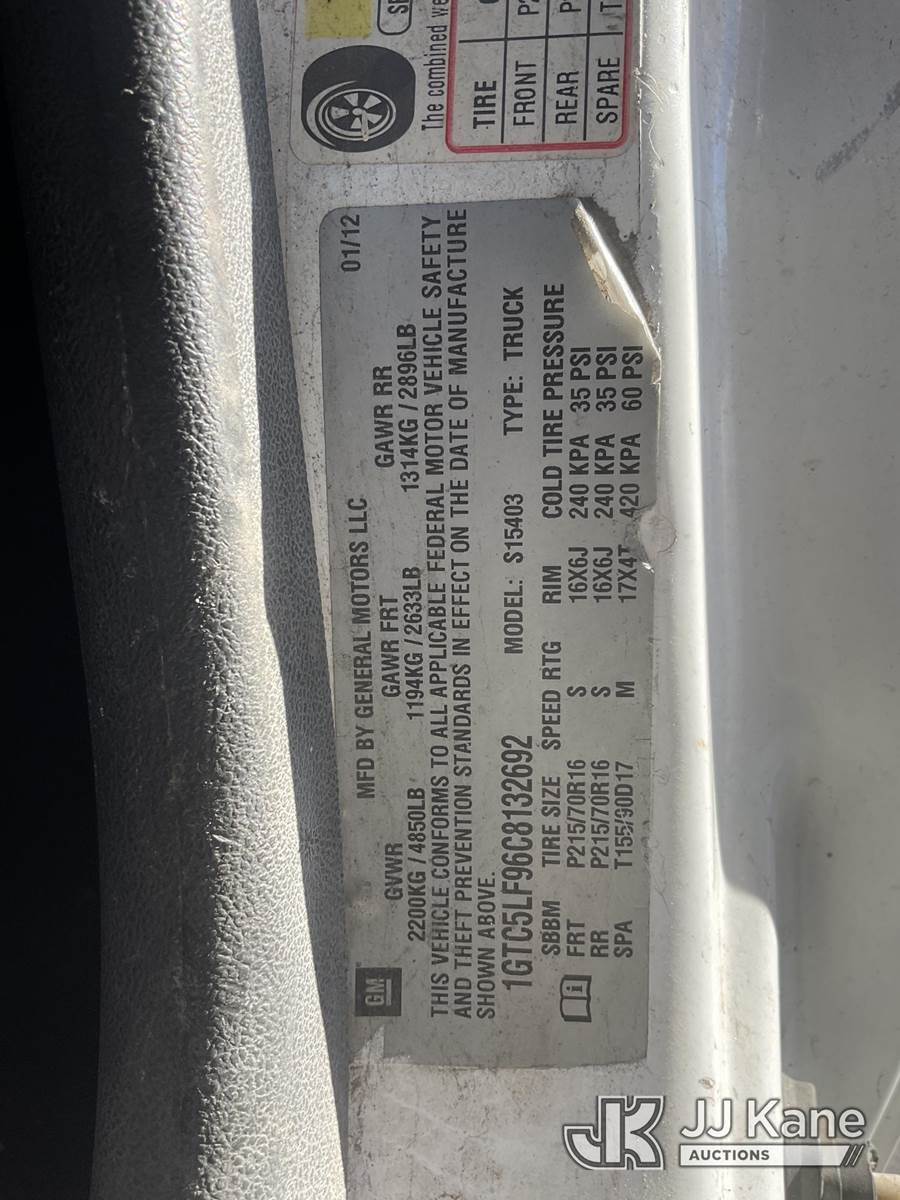 GM
MFD BY GENERAL MOTORS LLC 01/12
GVWR GAWR FRT GAWR RR
2200KG / 4850LB 1194KG / 2633LB 1314KG / 2896LB
THIS VEHICLE CONFORMS TO ALL APPLICABLE FEDERAL MOTOR VEHICLE SAFETY
AND THEFT PREVENTION STANDARDS IN EFFECT ON THE DATE OF MANUFACTURE
SHOWN ABOVE.
1GTC5LF96C8132692 MODEL: S15403 TYPE: TRUCK
SBBM TIRE SIZE SPEED RTG RIM COLD TIRE PRESSURE
FRT P215/70R16 S 16X6J 240 KPA 35 PSI
RR P215/70R16 S 16X6J 240 KPA 35 PSI
SPA T155/90D17 M 17X4T 420 KPA 60 PSI
The combined we
TIRE
FRONT
REAR
SPARE
JK JJ Kane
AUCTIONS